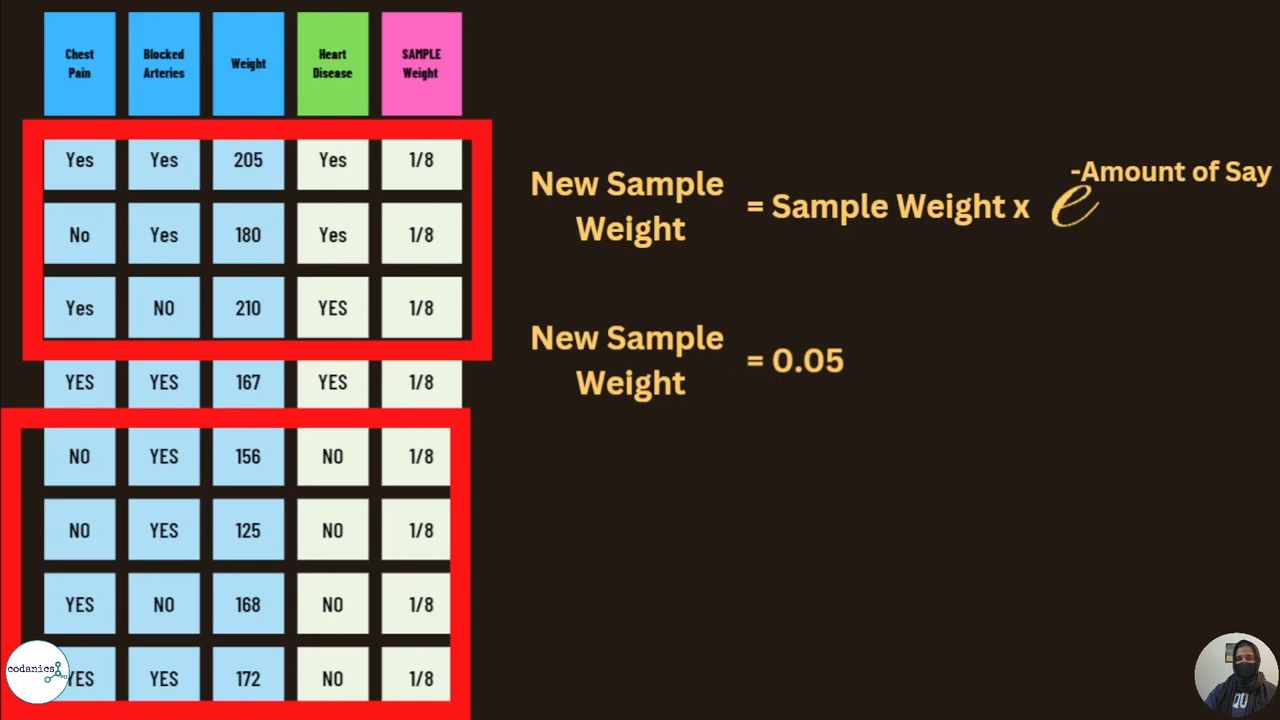 Chest Pain Blocked Arteries Weight Heart Disease SAMPLE Weight
Yes Yes 205 Yes 1/8
No Yes 180 Yes 1/8
Yes NO 210 YES 1/8
YES YES 167 YES 1/8
NO YES 156 NO 1/8
NO YES 125 NO 1/8
YES NO 168 NO 1/8
YES YES 172 NO 1/8
New Sample Weight = Sample Weight x e -Amount of Say
New Sample Weight = 0.05
codanics
QU